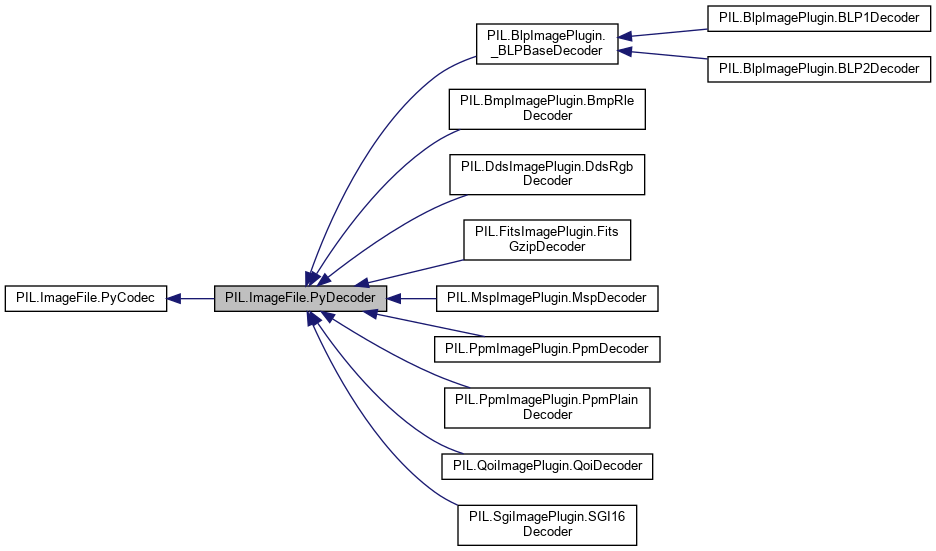 PIL.BlpImagePlugin.BLP1Decoder
PIL.BlpImagePlugin.
_BLPBaseDecoder
PIL.BlpImagePlugin.BLP2Decoder
PIL.BmpImagePlugin.BmpRle
Decoder
PIL.DdsImagePlugin.DdsRgb
Decoder
PIL.FitsImagePlugin.Fits
GzipDecoder
PIL.ImageFile.PyCodec
PIL.ImageFile.PyDecoder
PIL.MspImagePlugin.MspDecoder
PIL.PpmImagePlugin.PpmDecoder
PIL.PpmImagePlugin.PpmPlain
Decoder
PIL.QoiImagePlugin.QoiDecoder
PIL.SgiImagePlugin.SGI16
Decoder